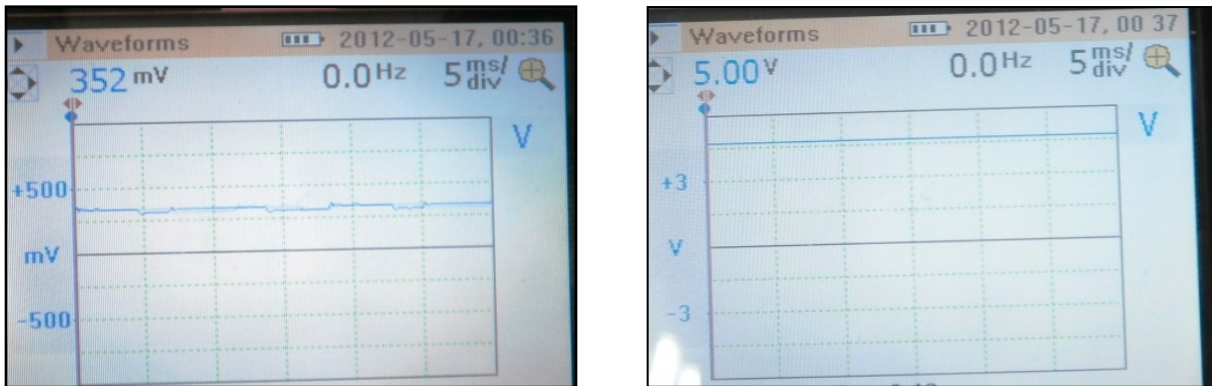 Waveforms 2012-05-17, 00:36
352 mV 0.0 Hz 5 ms/div
V
+500
mV
-500
Waveforms 2012-05-17, 00 37
5.00 V 0.0 Hz 5 ms/div
V
+3
V
-3